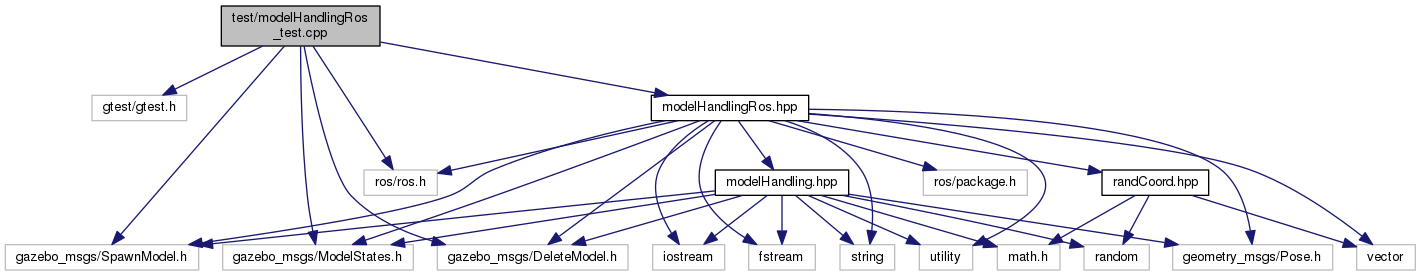 test/modelHandlingRos
_test.cpp
gtest/gtest.h
modelHandlingRos.hpp
ros/ros.h
modelHandling.hpp
ros/package.h
randCoord.hpp
gazebo_msgs/SpawnModel.h
gazebo_msgs/ModelStates.h
gazebo_msgs/DeleteModel.h
iostream
fstream
string
utility
math.h
random
geometry_msgs/Pose.h
vector